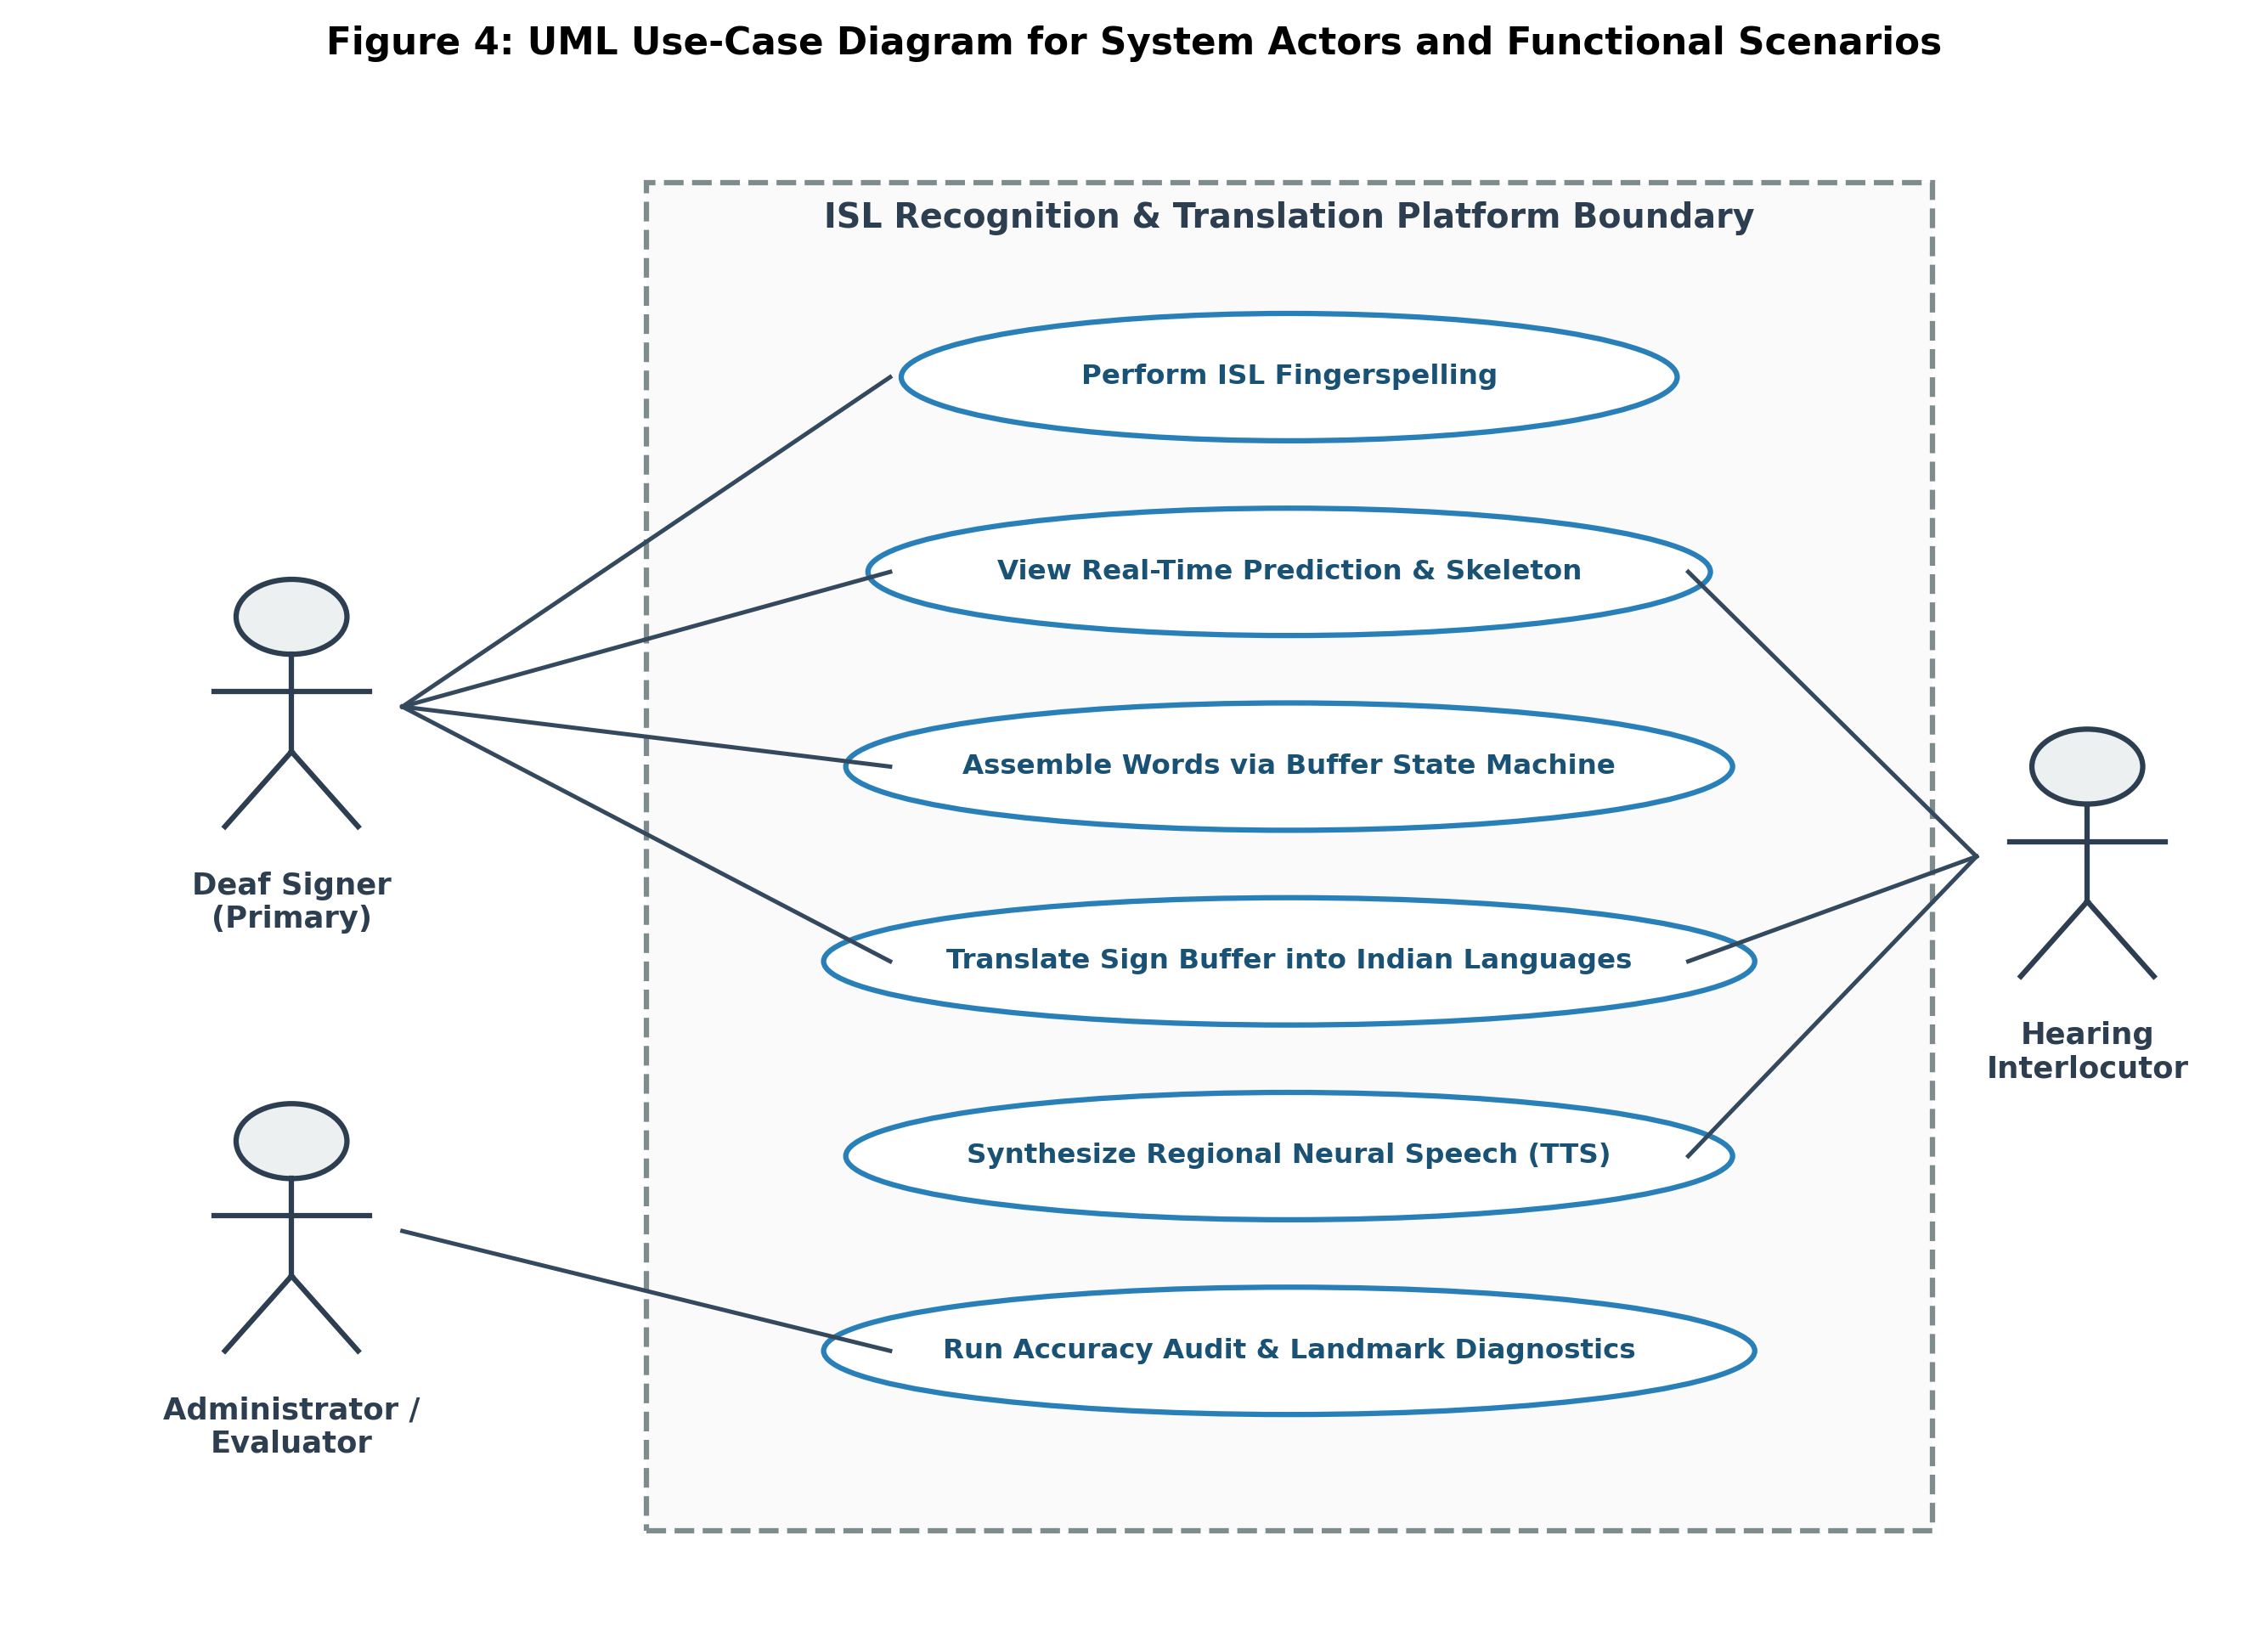 Figure 4: UML Use-Case Diagram for System Actors and Functional Scenarios
ISL Recognition & Translation Platform Boundary
Perform ISL Fingerspelling
View Real-Time Prediction & Skeleton
Assemble Words via Buffer State Machine
Translate Sign Buffer into Indian Languages
Synthesize Regional Neural Speech (TTS)
Run Accuracy Audit & Landmark Diagnostics
Deaf Signer
(Primary)
Administrator /
Evaluator
Hearing
Interlocutor